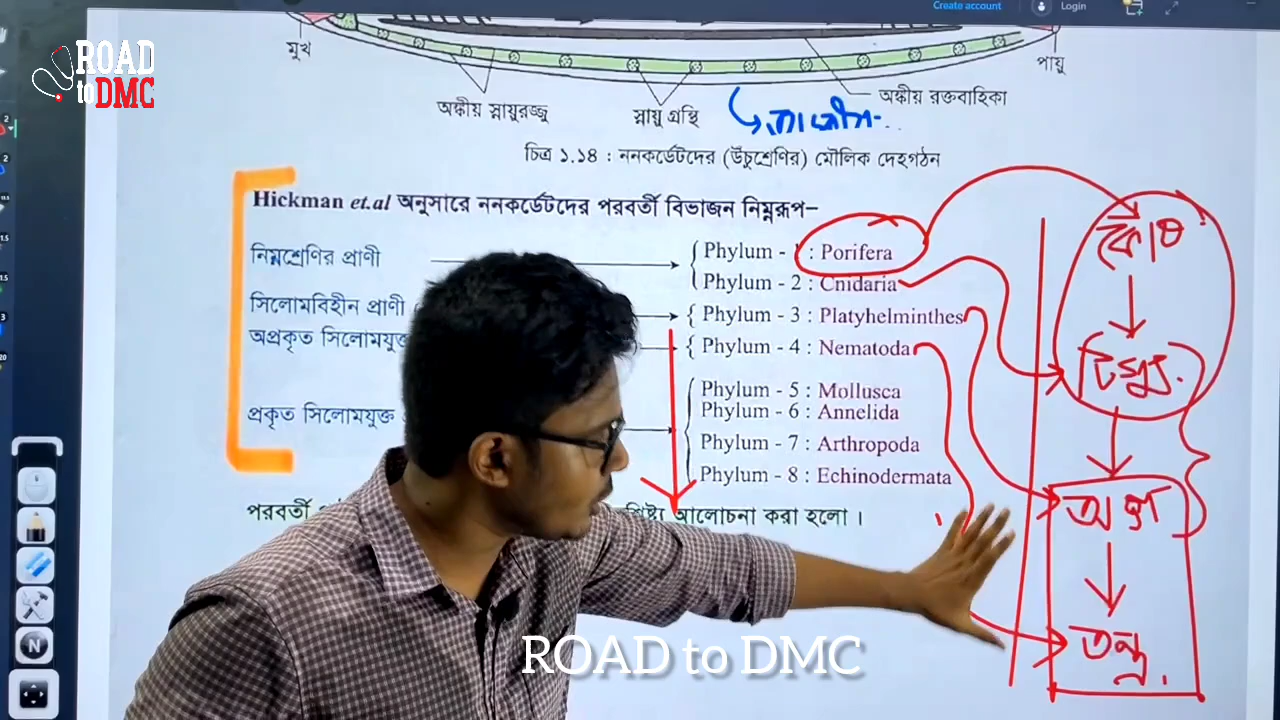 Create account
Login
ROAD
to DMC
মুখ
পায়ু
অঙ্কীয় স্নায়ুরজ্জু
স্নায়ু গ্রন্থি
অঙ্কীয় রক্তবাহিকা
চিত্র ১.১৪ : ননকর্ডেটদের (উঁচুশ্রেণির) মৌলিক দেহগঠন
Hickman et.al অনুসারে ননকর্ডেটদের পরবর্তী বিভাজন নিম্নরূপ–
নিম্নশ্রেণির প্রাণী
Phylum - : Porifera
Phylum - 2 : Cnidaria
সিলোমবিহীন প্রাণী
Phylum - 3 : Platyhelminthes
অপ্রকৃত সিলোমযুক্ত
Phylum - 4 : Nematoda
প্রকৃত সিলোমযুক্ত
Phylum - 5 : Mollusca
Phylum - 6 : Annelida
Phylum - 7 : Arthropoda
Phylum - 8 : Echinodermata
পরবর্তী আলোচনা করা হলো ।
কোষ
টিস্যু
অঙ্গ
তন্ত্র
ROAD to DMC